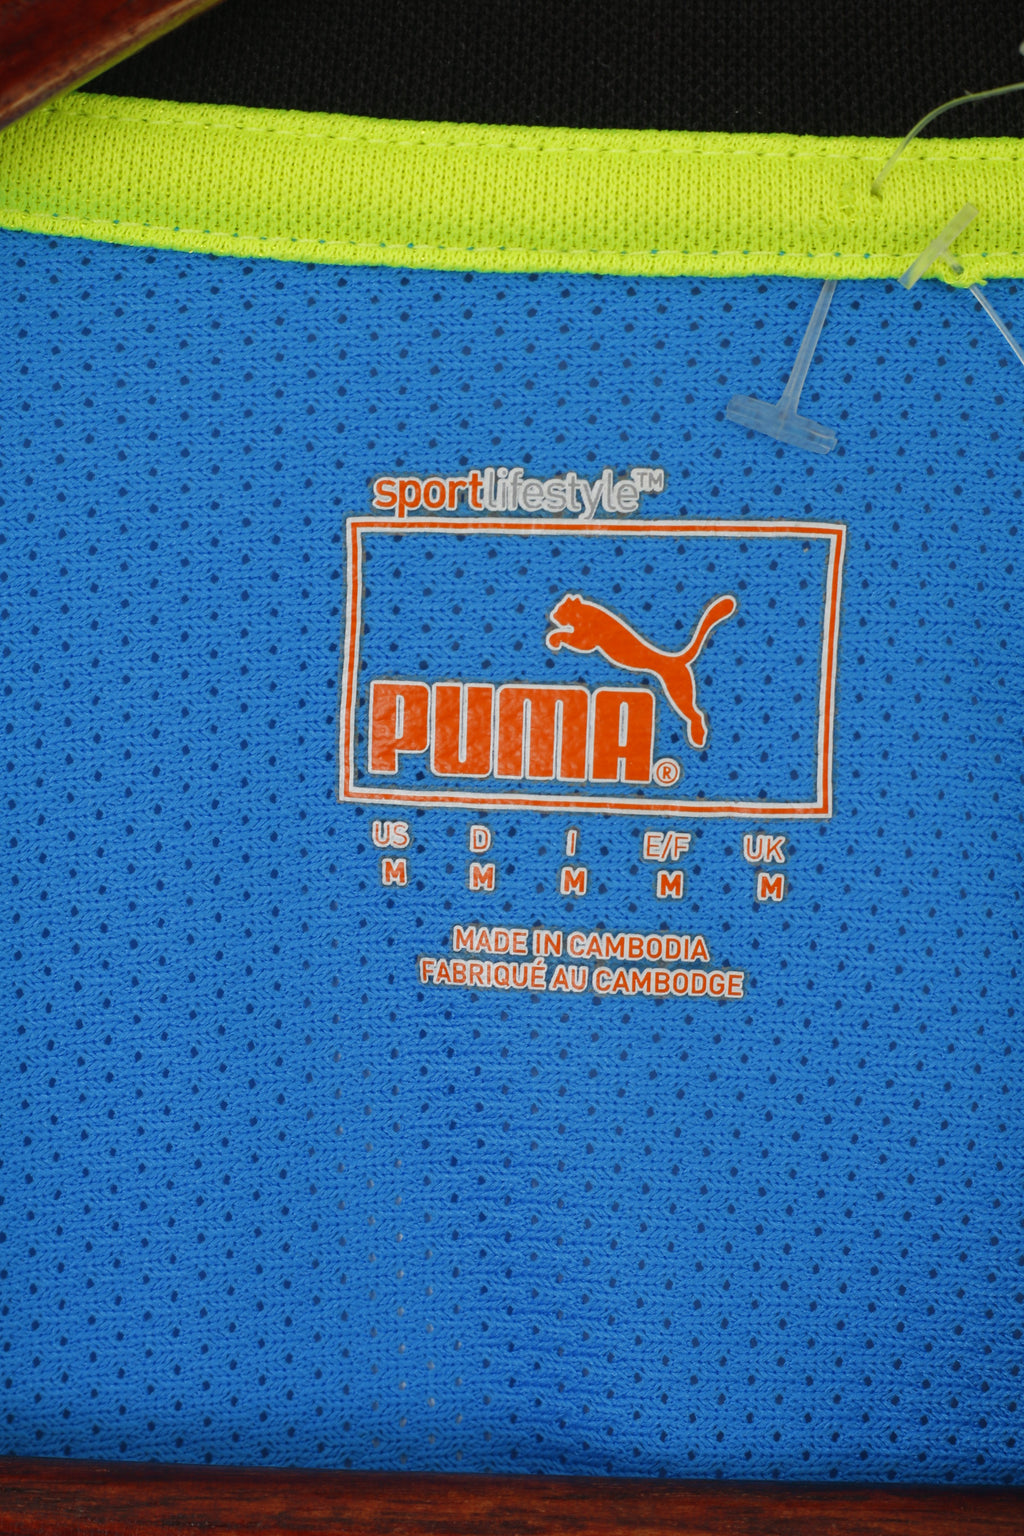 sportlifestyle™
PUMA®
US D I E/F UK
M M M M M
MADE IN CAMBODIA
FABRIQUÉ AU CAMBODGE